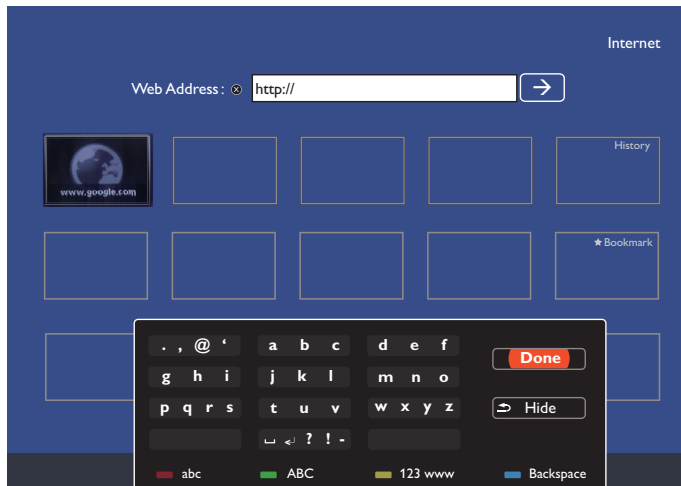 Internet
Web Address : http://
www.google.com
History
★ Bookmark
. , @ ‘ a b c d e f
Done
g h i j k l m n o
p q r s t u v w x y z
Hide
␣ ↵ ? ! -
abc ABC 123 www Backspace